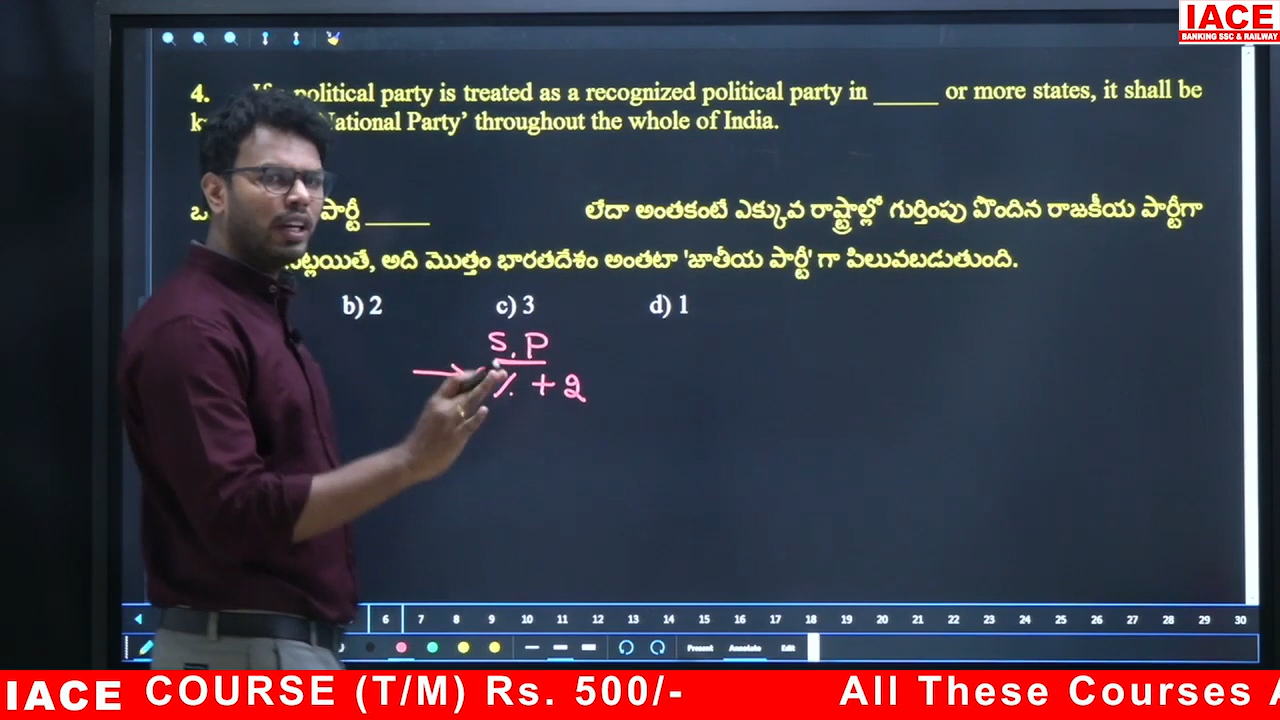 IACE
BANKING SSC & RAILWAY
4. political party is treated as a recognized political party in _____ or more states, it shall be
National Party’ throughout the whole of India.
ఒ పార్టీ _____ లేదా అంతకంటే ఎక్కువ రాష్ట్రాల్లో గుర్తింపు పొందిన రాజకీయ పార్టీగా
అది మొత్తం భారతదేశం అంతటా 'జాతీయ పార్టీ' గా పిలువబడుతుంది.
b) 2 c) 3 d) 1
S.P
% + 2
6 7 8 9 10 11 12 13 14 15 16 17 18 19 20 21 22 23 24 25 26 27 28 29 30
Present Annotate Edit
IACE COURSE (T/M) Rs. 500/- All These Courses A